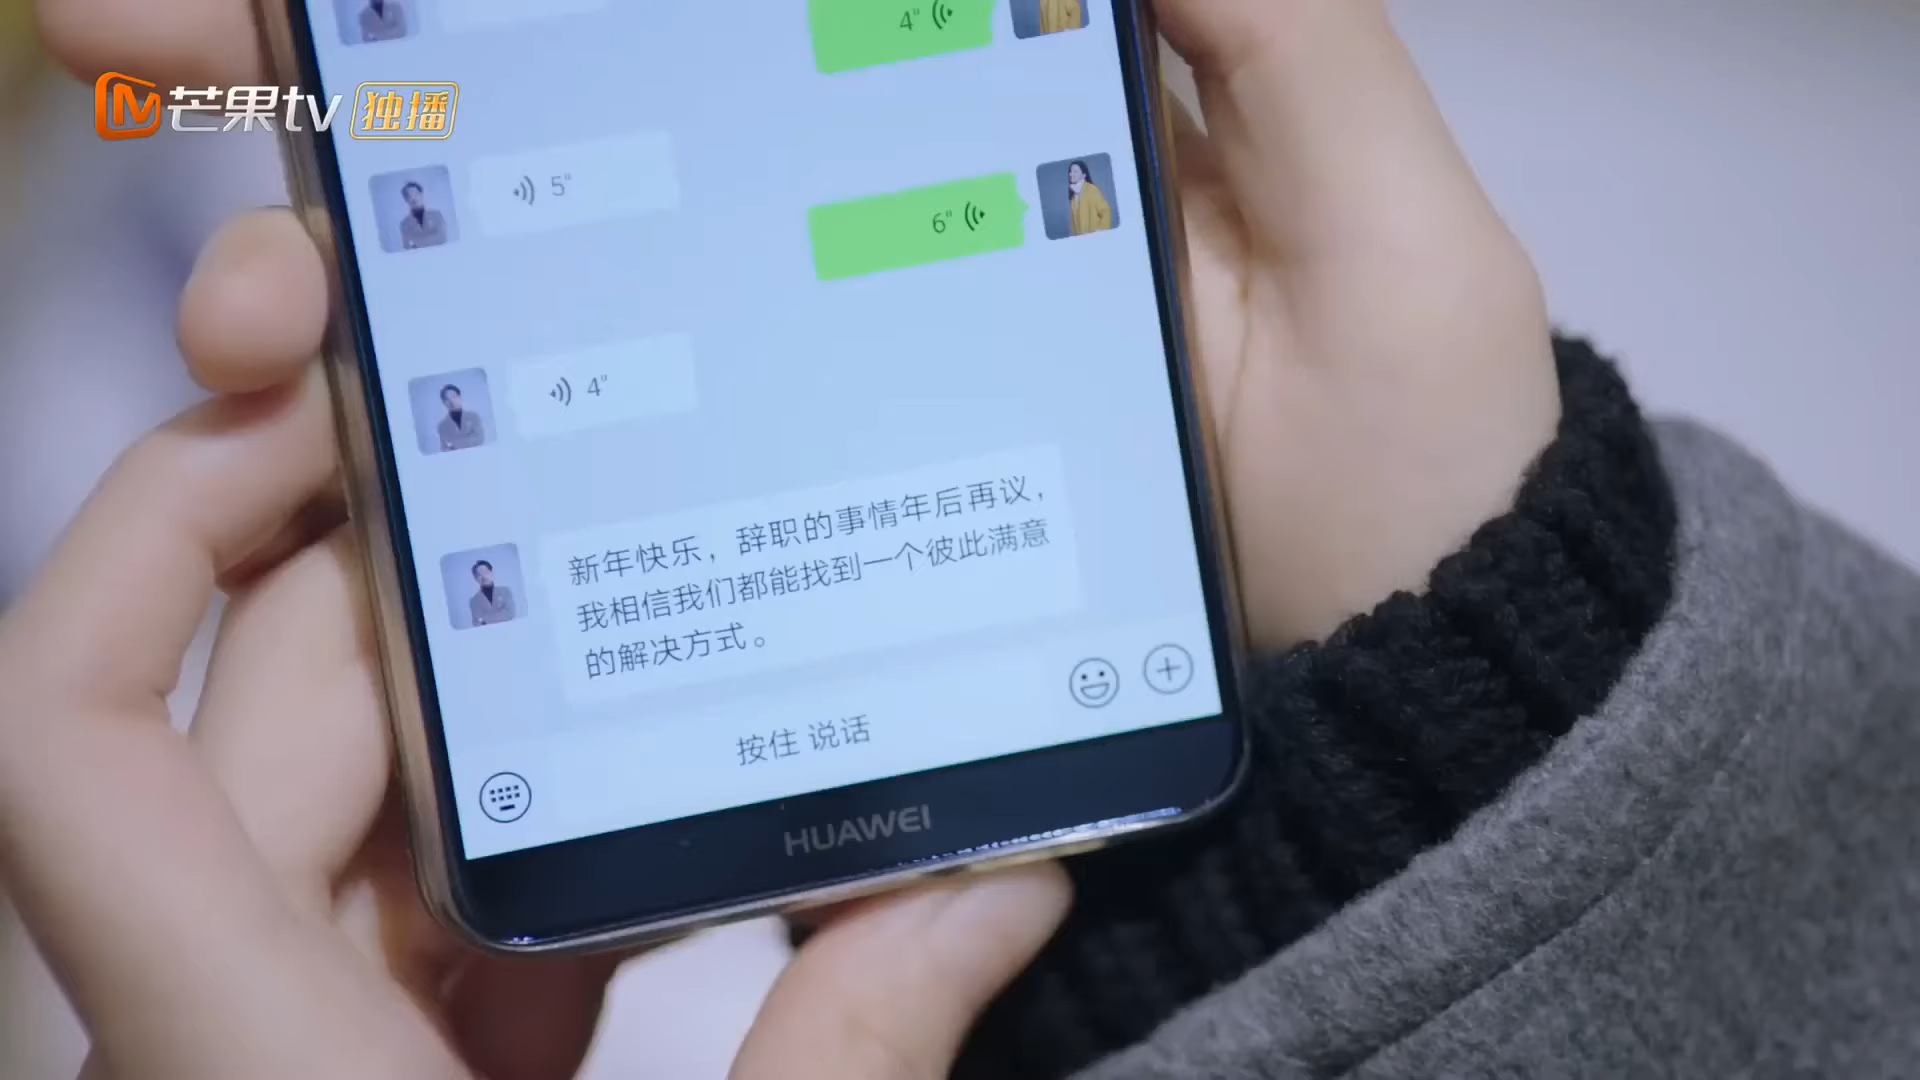 芒果tv 独播
4"
5"
6"
4"
新年快乐，辞职的事情年后再议，
我相信我们都能找到一个彼此满意
的解决方式。
按住 说话
HUAWEI